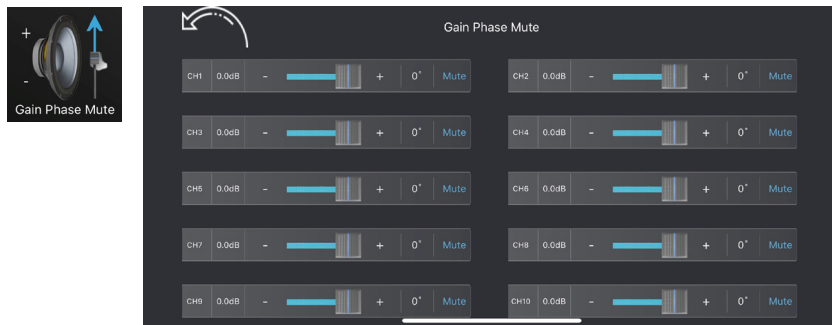 +
-
Gain Phase Mute
Gain Phase Mute
CH1 0.0dB - + 0° Mute
CH2 0.0dB - + 0° Mute
CH3 0.0dB - + 0° Mute
CH4 0.0dB - + 0° Mute
CH5 0.0dB - + 0° Mute
CH6 0.0dB - + 0° Mute
CH7 0.0dB - + 0° Mute
CH8 0.0dB - + 0° Mute
CH9 0.0dB - + 0° Mute
CH10 0.0dB - + 0° Mute